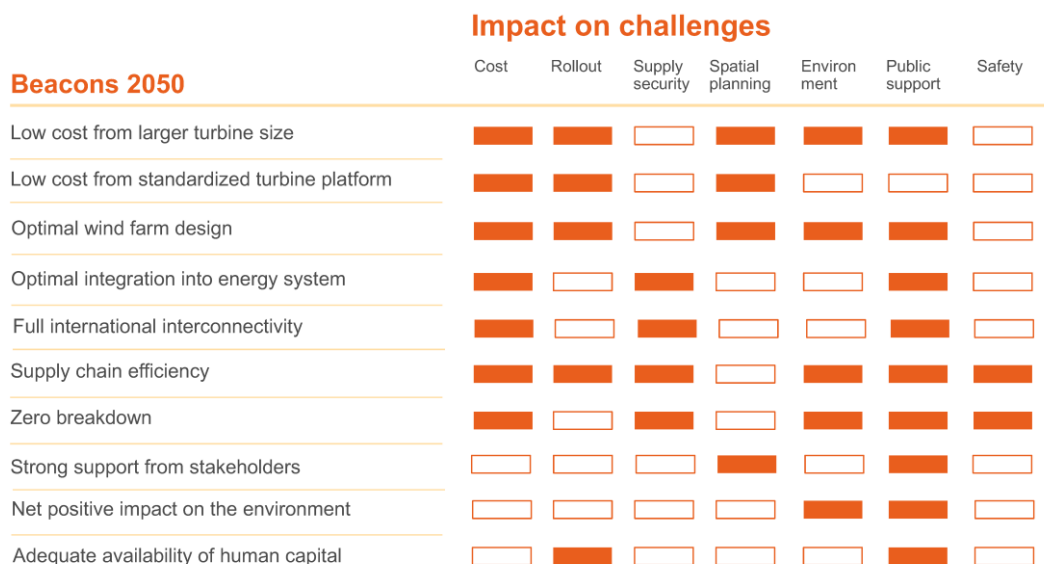 Impact on challenges
Beacons 2050
Cost
Rollout
Supply
security
Spatial
planning
Environ
ment
Public
support
Safety
Low cost from larger turbine size
Low cost from standardized turbine platform
Optimal wind farm design
Optimal integration into energy system
Full international interconnectivity
Supply chain efficiency
Zero breakdown
Strong support from stakeholders
Net positive impact on the environment
Adequate availability of human capital